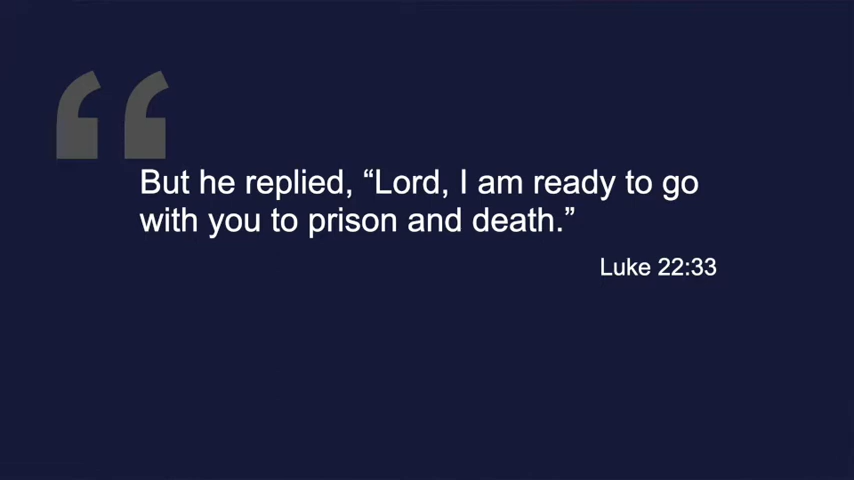 But he replied, “Lord, I am ready to go
with you to prison and death.”
Luke 22:33